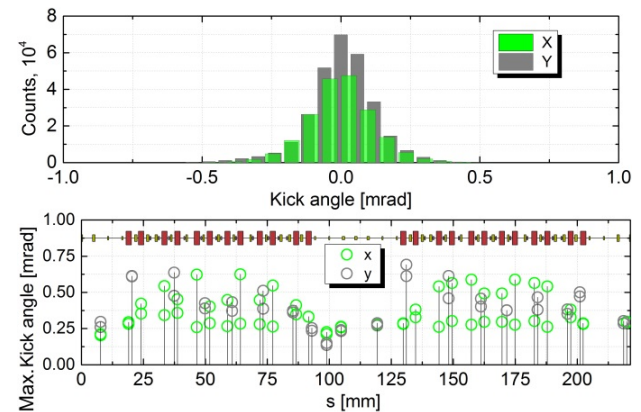 8
6
4
2
0
Counts, 10^4
X
Y
-1.0 -0.5 0.0 0.5 1.0
Kick angle [mrad]
1.00
0.75
0.50
0.25
0.00
Max.Kick angle [mrad]
x
y
0 25 50 75 100 125 150 175 200
s [mm]